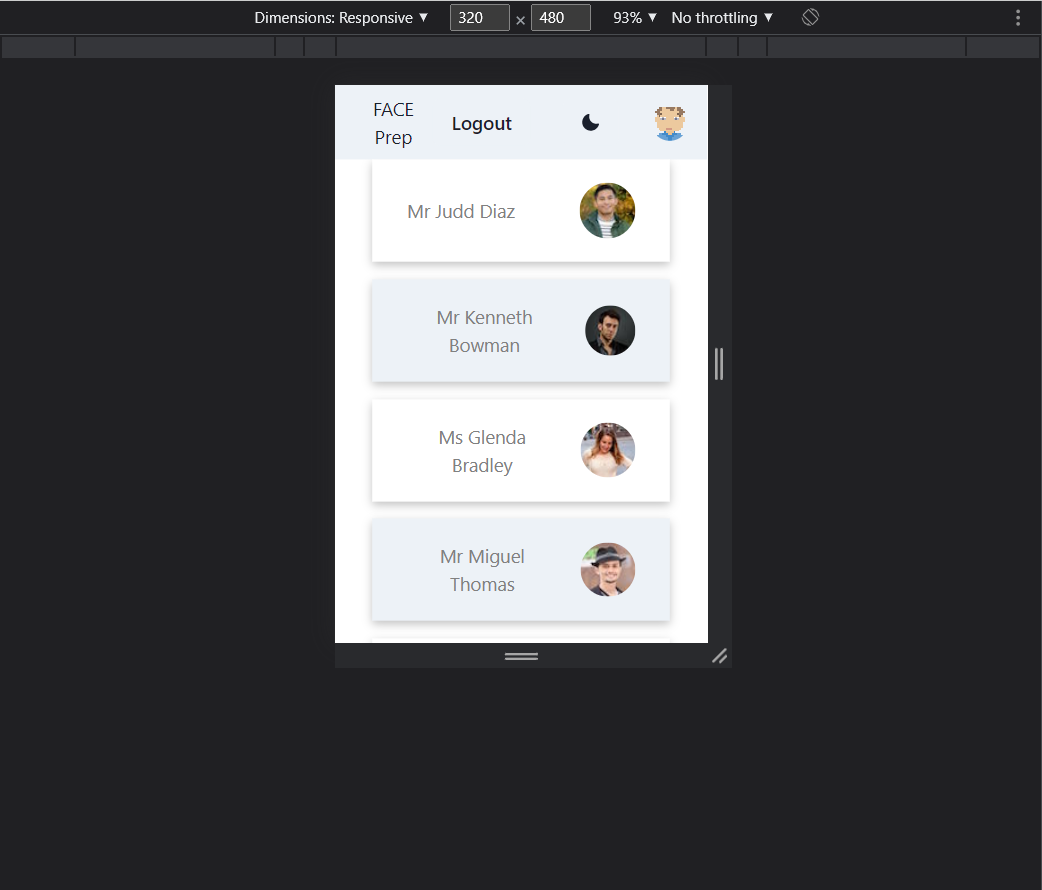 Dimensions: Responsive ▼ 320 × 480 93% ▼ No throttling ▼
FACE
Prep
Logout
Mr Judd Diaz
Mr Kenneth
Bowman
Ms Glenda
Bradley
Mr Miguel
Thomas